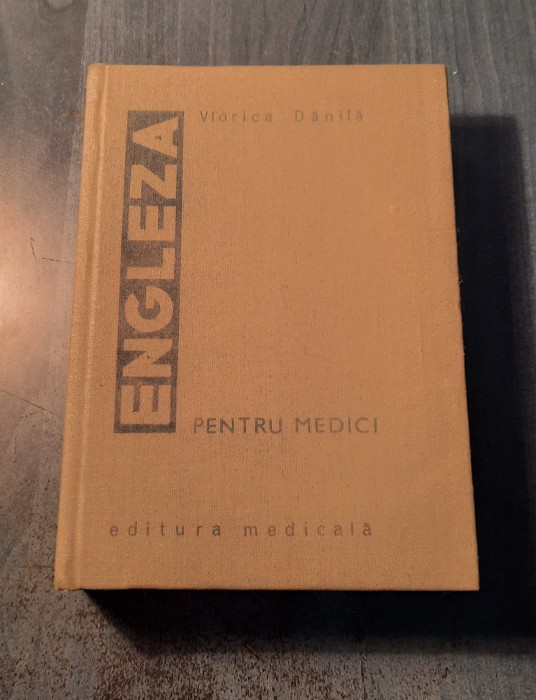 Viorica Dănilă
ENGLEZA
PENTRU MEDICI
editura medicală